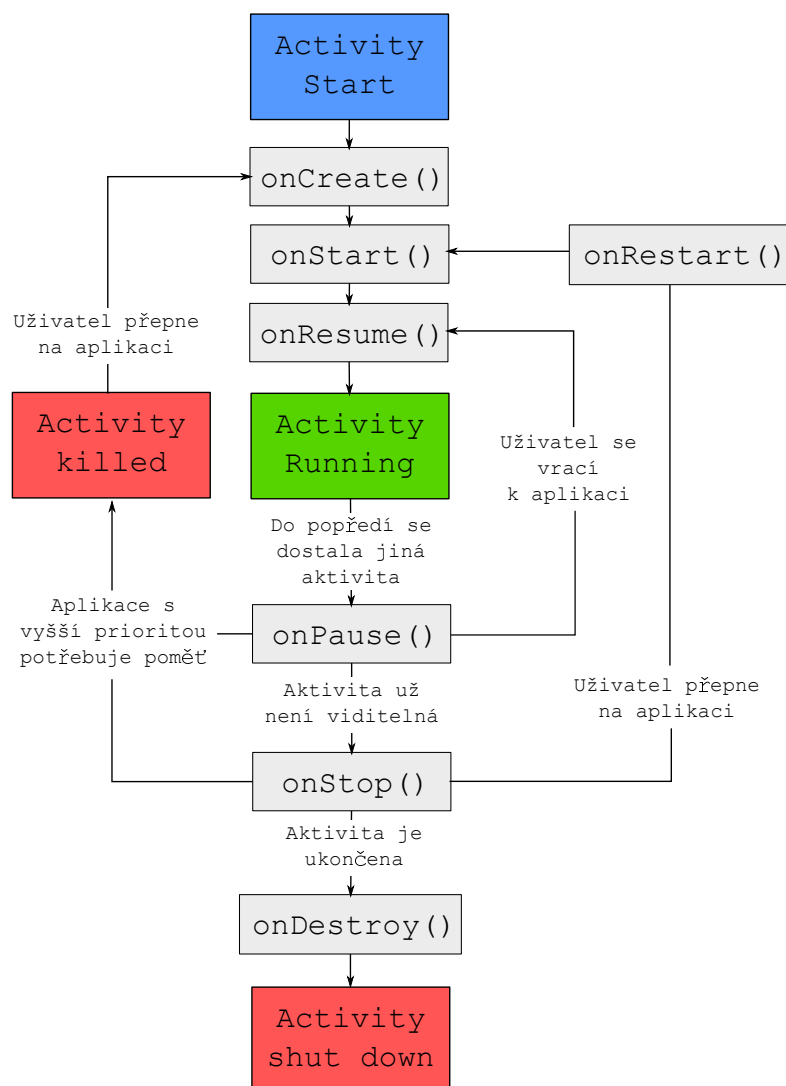 Activity
Start
onCreate()
onStart()
onRestart()
onResume()
Uživatel přepne
na aplikaci
Activity
killed
Activity
Running
Uživatel se
vrací
k aplikaci
Do popředí se
dostala jiná
aktivita
Aplikace s
vyšší prioritou
potřebuje poměť
onPause()
Aktivita už
není viditelná
Uživatel přepne
na aplikaci
onStop()
Aktivita je
ukončena
onDestroy()
Activity
shut down